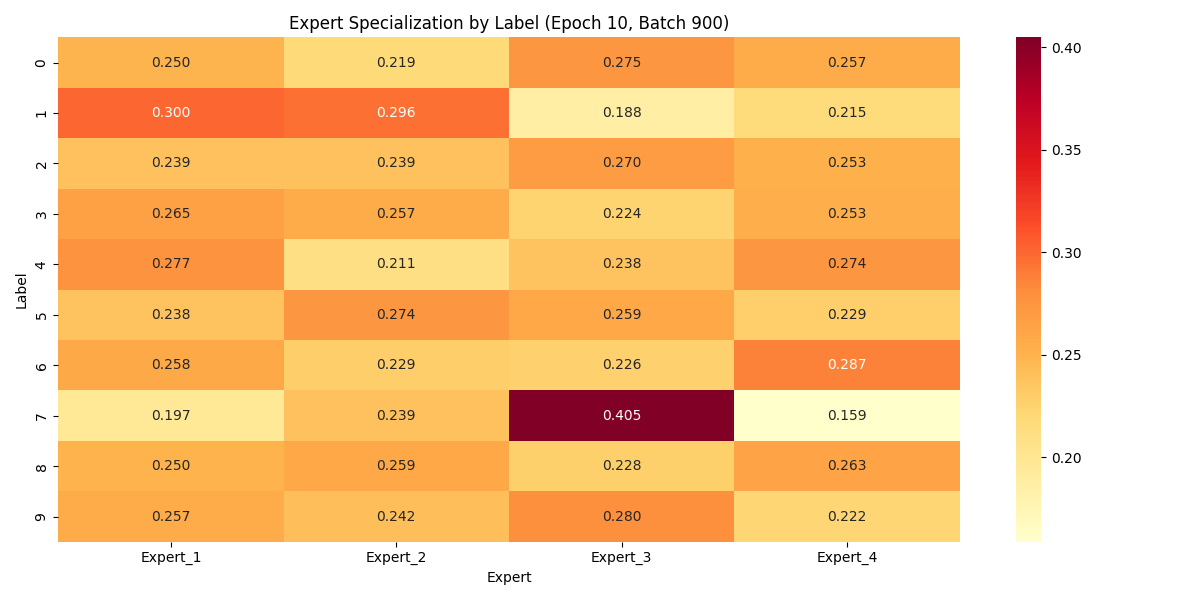 Expert Specialization by Label (Epoch 10, Batch 900)
0 0.250 0.219 0.275 0.257
1 0.300 0.296 0.188 0.215
2 0.239 0.239 0.270 0.253
3 0.265 0.257 0.224 0.253
4 0.277 0.211 0.238 0.274
5 0.238 0.274 0.259 0.229
6 0.258 0.229 0.226 0.287
7 0.197 0.239 0.405 0.159
8 0.250 0.259 0.228 0.263
9 0.257 0.242 0.280 0.222
Label
Expert_1 Expert_2 Expert_3 Expert_4
Expert
0.40
0.35
0.30
0.25
0.20